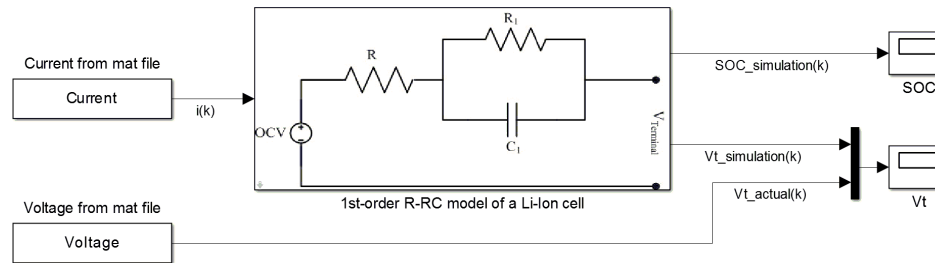 R₁
R
Current from mat file
Current
i(k)
OCV
C₁
V_Terminal
SOC_simulation(k)
SOC
Vt_simulation(k)
Vt_actual(k)
Vt
1st-order R-RC model of a Li-Ion cell
Voltage from mat file
Voltage